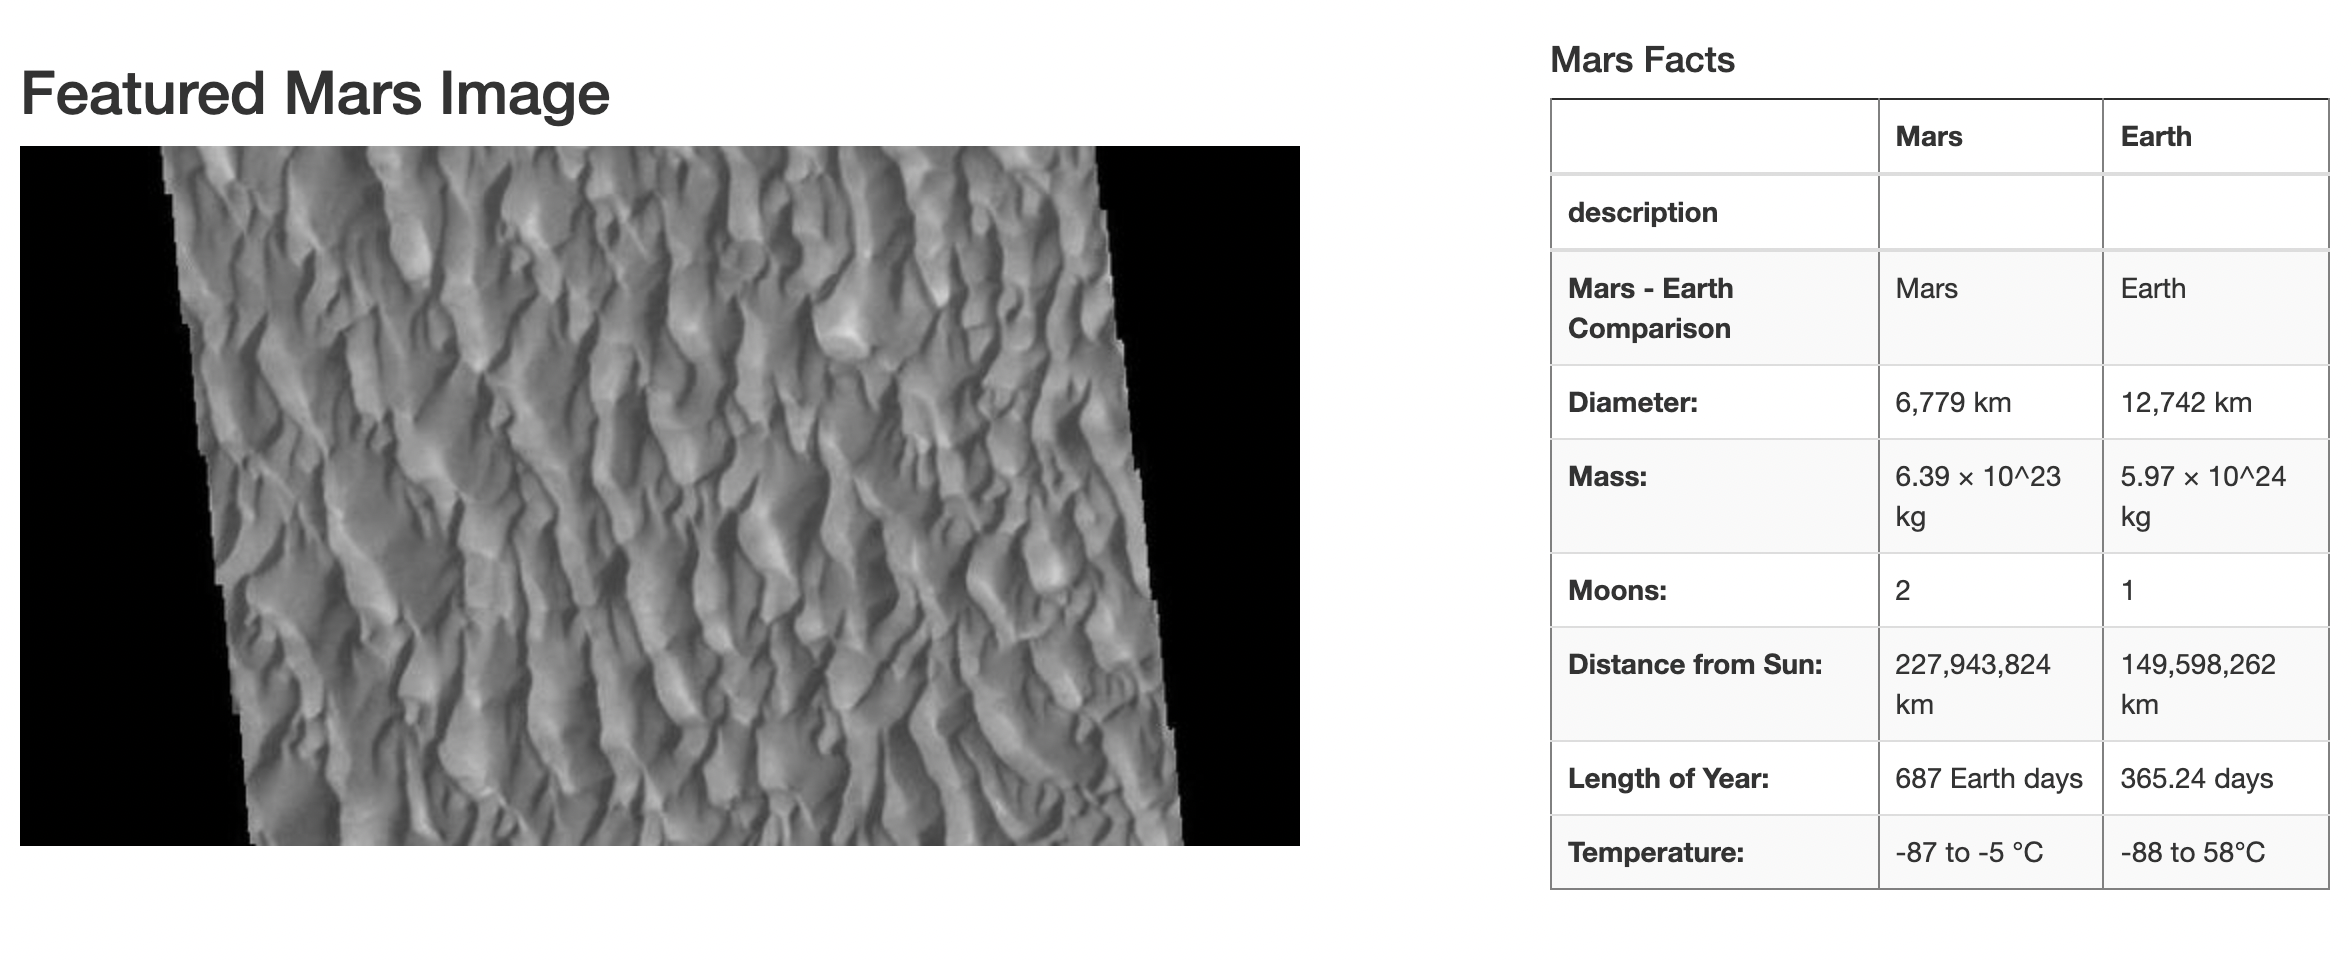 Featured Mars Image
Mars Facts
Mars Earth
description
Mars - Earth Mars Earth
Comparison
Diameter: 6,779 km 12,742 km
Mass: 6.39 × 10^23 5.97 × 10^24
kg kg
Moons: 2 1
Distance from Sun: 227,943,824 149,598,262
km km
Length of Year: 687 Earth days 365.24 days
Temperature: -87 to -5 °C -88 to 58°C